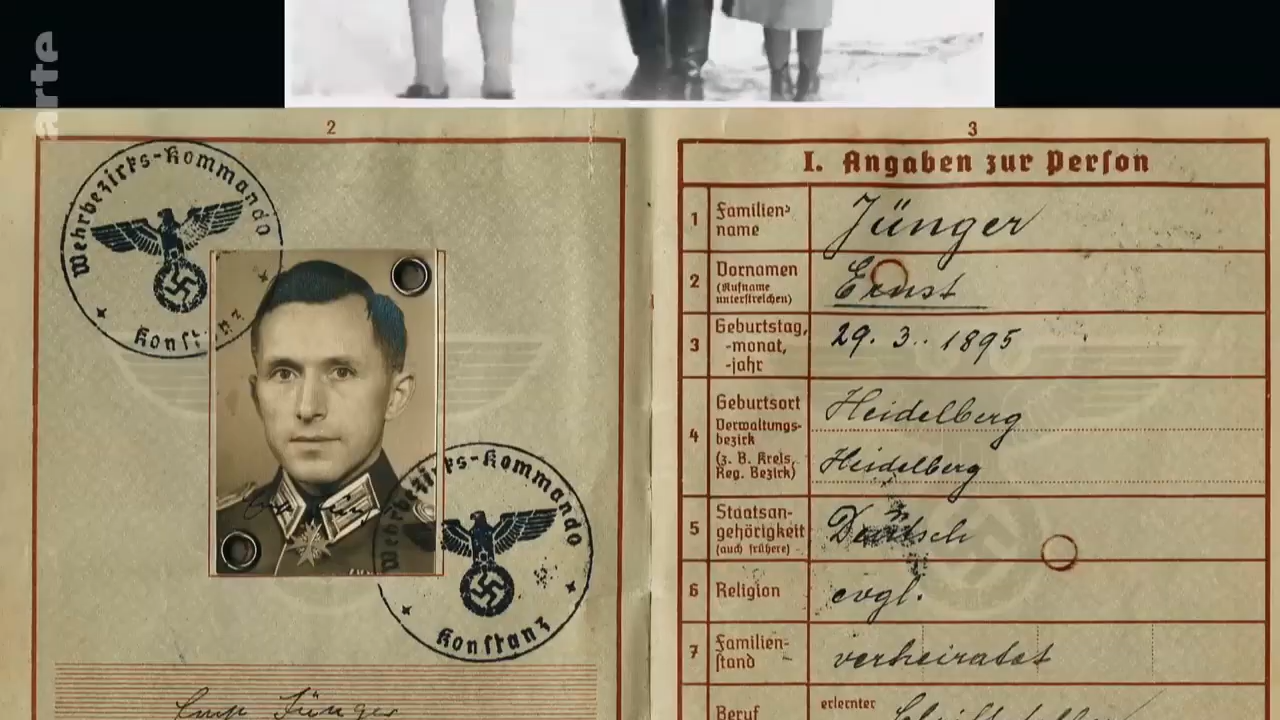 arte
2
Wehrbezirks-Kommando
Konstanz
Wehrbezirks-Kommando
Konstanz
Ernst Jünger
3
I. Angaben zur Person
1 Familien-
name
Jünger
2 Vornamen
(Rufname
unterstreichen)
Ernst
3 Geburtstag,
-monat,
-jahr
29. 3. 1895
4 Geburtsort
Verwaltungs-
bezirk
(z. B. Kreis,
Reg. Bezirk)
Heidelberg
Heidelberg
5 Staatsan-
gehörigkeit
(auch frühere)
Deutsch
6 Religion
evgl.
7 Familien-
stand
verheiratet
Beruf
erlernter